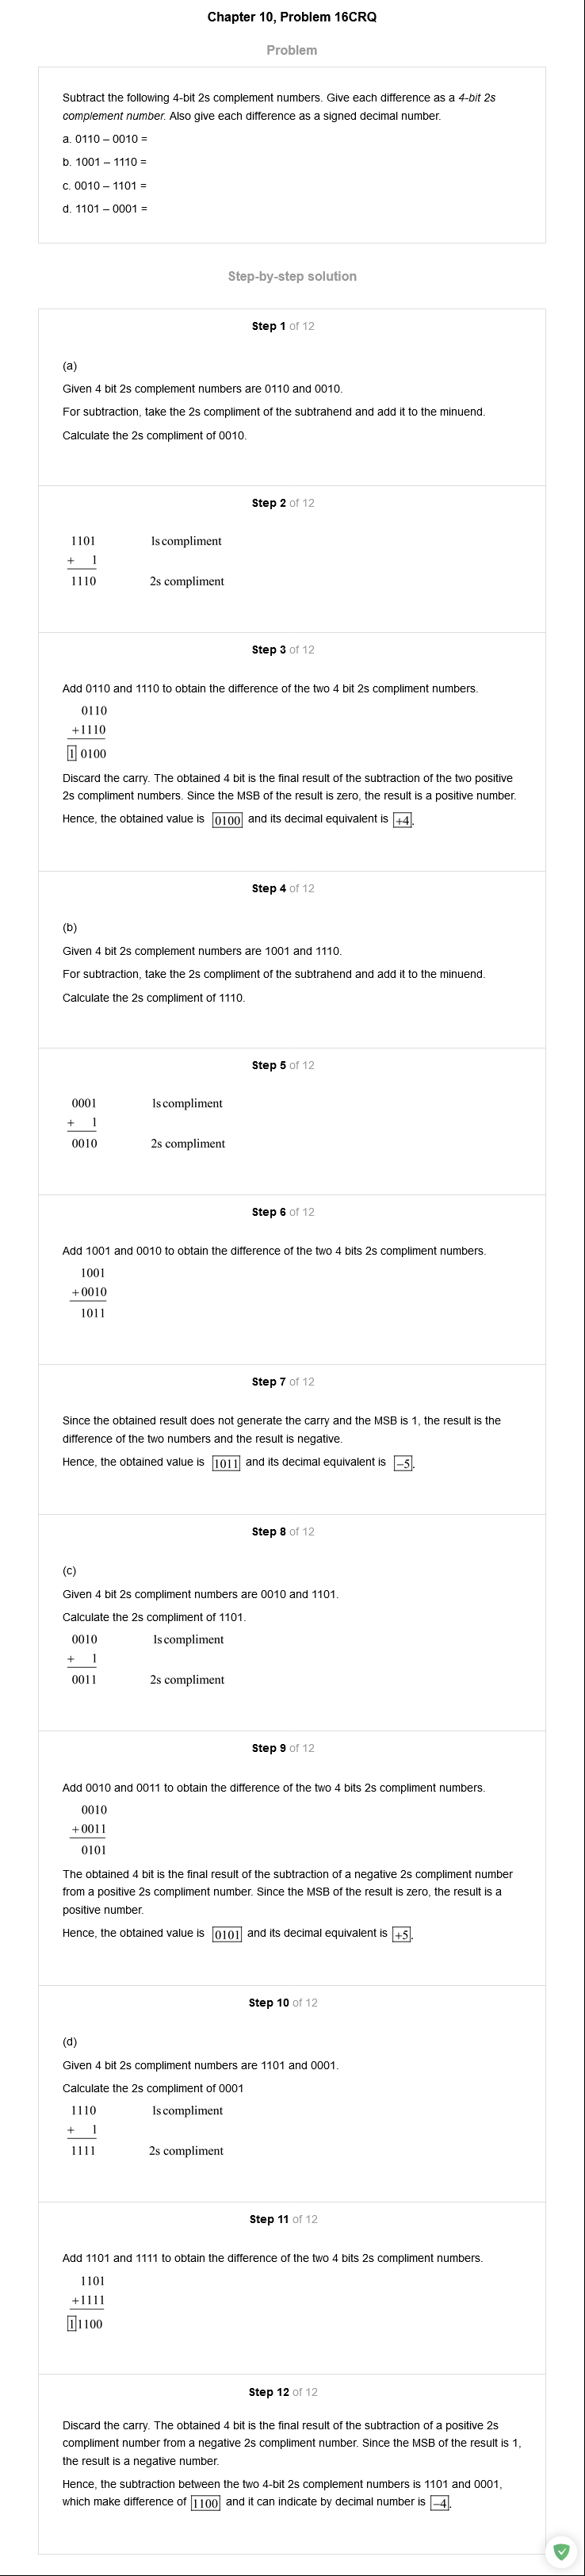 Chapter 10, Problem 16CRQ
Problem
Subtract the following 4-bit 2s complement numbers. Give each difference as a 4-bit 2s
complement number. Also give each difference as a signed decimal number.
a. 0110 – 0010 =
b. 1001 – 1110 =
c. 0010 – 1101 =
d. 1101 – 0001 =
Step-by-step solution
Step 1 of 12
(a)
Given 4 bit 2s complement numbers are 0110 and 0010.
For subtraction, take the 2s compliment of the subtrahend and add it to the minuend.
Calculate the 2s compliment of 0010.
Step 2 of 12
1101 1s compliment
+ 1
1110 2s compliment
Step 3 of 12
Add 0110 and 1110 to obtain the difference of the two 4 bit 2s compliment numbers.
0110
+1110
1 0100
Discard the carry. The obtained 4 bit is the final result of the subtraction of the two positive
2s compliment numbers. Since the MSB of the result is zero, the result is a positive number.
Hence, the obtained value is 0100 and its decimal equivalent is +4.
Step 4 of 12
(b)
Given 4 bit 2s complement numbers are 1001 and 1110.
For subtraction, take the 2s compliment of the subtrahend and add it to the minuend.
Calculate the 2s compliment of 1110.
Step 5 of 12
0001 1s compliment
+ 1
0010 2s compliment
Step 6 of 12
Add 1001 and 0010 to obtain the difference of the two 4 bits 2s compliment numbers.
1001
+0010
1011
Step 7 of 12
Since the obtained result does not generate the carry and the MSB is 1, the result is the
difference of the two numbers and the result is negative.
Hence, the obtained value is 1011 and its decimal equivalent is –5.
Step 8 of 12
(c)
Given 4 bit 2s compliment numbers are 0010 and 1101.
Calculate the 2s compliment of 1101.
0010 1s compliment
+ 1
0011 2s compliment
Step 9 of 12
Add 0010 and 0011 to obtain the difference of the two 4 bits 2s compliment numbers.
0010
+0011
0101
The obtained 4 bit is the final result of the subtraction of a negative 2s compliment number
from a positive 2s compliment number. Since the MSB of the result is zero, the result is a
positive number.
Hence, the obtained value is 0101 and its decimal equivalent is +5.
Step 10 of 12
(d)
Given 4 bit 2s compliment numbers are 1101 and 0001.
Calculate the 2s compliment of 0001
1110 1s compliment
+ 1
1111 2s compliment
Step 11 of 12
Add 1101 and 1111 to obtain the difference of the two 4 bits 2s compliment numbers.
1101
+1111
1 1100
Step 12 of 12
Discard the carry. The obtained 4 bit is the final result of the subtraction of a positive 2s
compliment number from a negative 2s compliment number. Since the MSB of the result is 1,
the result is a negative number.
Hence, the subtraction between the two 4-bit 2s complement numbers is 1101 and 0001,
which make difference of 1100 and it can indicate by decimal number is –4.